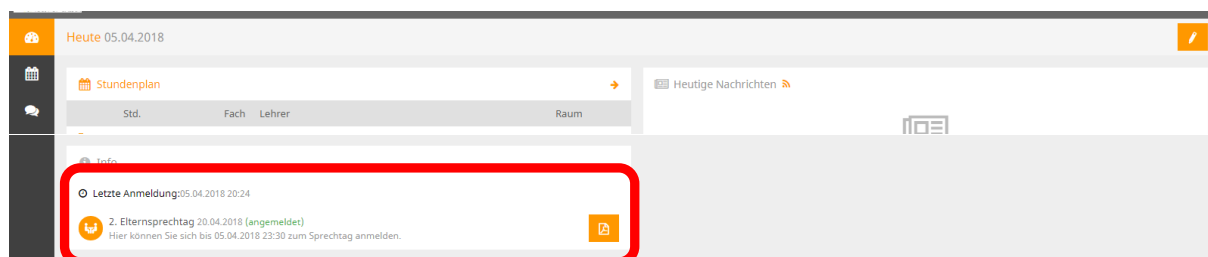 Heute 05.04.2018
Stundenplan
Std. Fach Lehrer Raum
Heutige Nachrichten
Info
Letzte Anmeldung:05.04.2018 20:24
2. Elternsprechtag 20.04.2018 (angemeldet)
Hier können Sie sich bis 05.04.2018 23:30 zum Sprechtag anmelden.